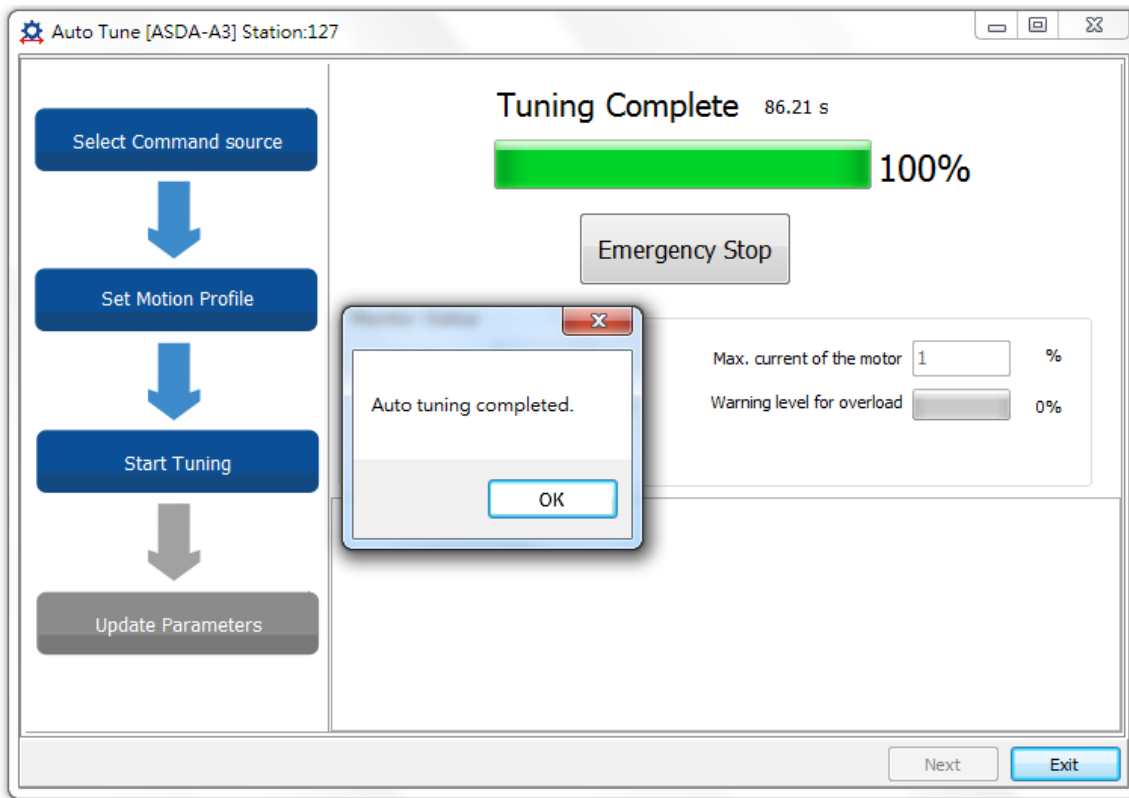 Auto Tune [ASDA-A3] Station:127
Select Command source
Set Motion Profile
Start Tuning
Update Parameters
Tuning Complete 86.21 s
100%
Emergency Stop
Max. current of the motor 1 %
Warning level for overload 0%
Auto tuning completed.
OK
Next
Exit